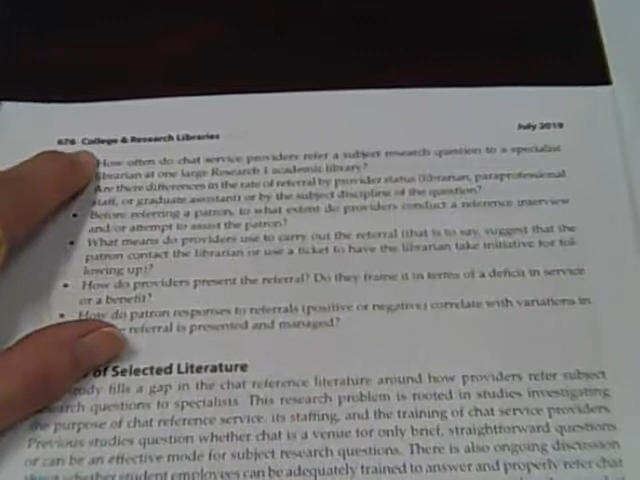 676 College & Research Libraries
July 2019
How often do chat service providers refer a subject research question to a specialist
librarian at one large Research I academic library?
Are there differences in the rate of referral by provider status (librarian, paraprofessional
staff, or graduate assistant) or by the subject discipline of the question?
• Before referring a patron, to what extent do providers conduct a reference interview
and/or attempt to assist the patron?
• What means do providers use to carry out the referral (that is to say, suggest that the
patron contact the librarian or use a ticket to have the librarian take initiative for fol-
lowing up)?
• How do providers present the referral? Do they frame it in terms of a deficit in service
or a benefit?
• How do patron responses to referrals (positive or negative) correlate with variations in
referral is presented and managed?
of Selected Literature
study fills a gap in the chat reference literature around how providers refer subject
research questions to specialists. This research problem is rooted in studies investigating
the purpose of chat reference service, its staffing, and the training of chat service providers.
Previous studies question whether chat is a venue for only brief, straightforward questions
or can be an effective mode for subject research questions. There is also ongoing discussion
whether student employees can be adequately trained to answer and properly refer chat